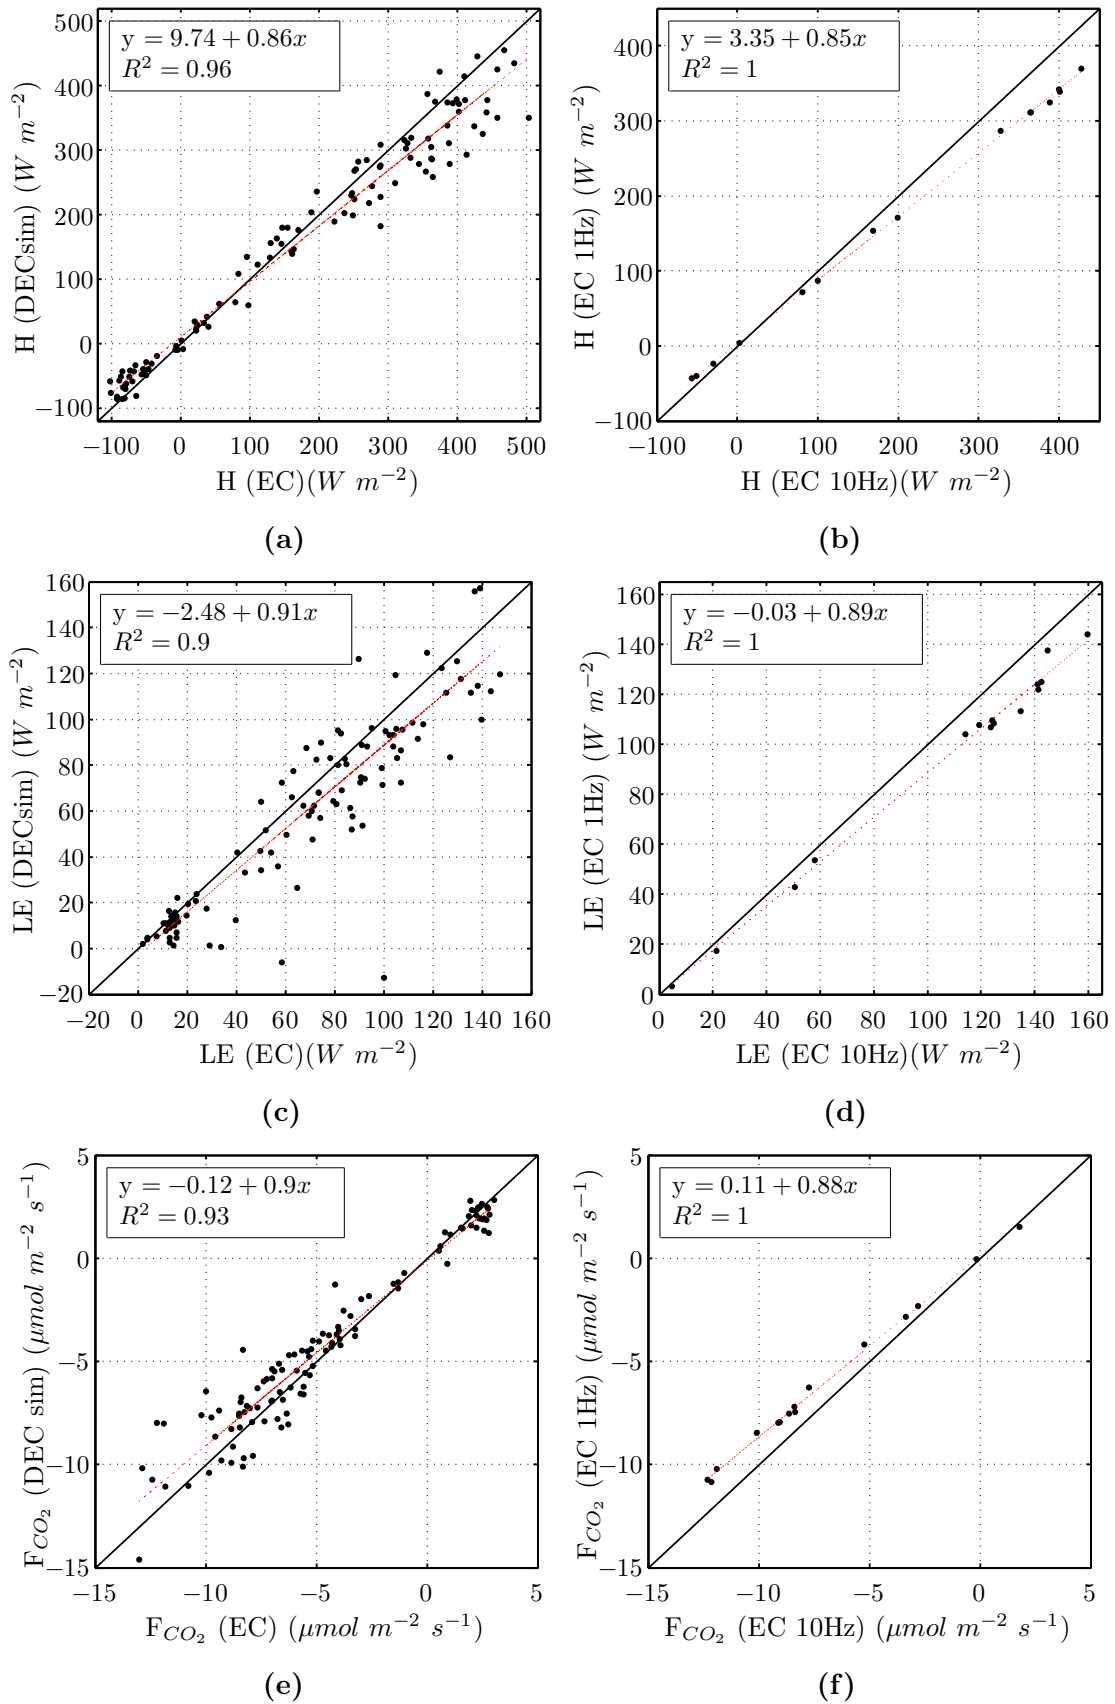 y = 9.74 + 0.86x
R² = 0.96
500
400
300
200
100
0
−100
H (DECsim) (W m⁻²)
−100 0 100 200 300 400 500
H (EC)(W m⁻²)
(a)
y = 3.35 + 0.85x
R² = 1
400
300
200
100
0
−100
H (EC 1Hz) (W m⁻²)
−100 0 100 200 300 400
H (EC 10Hz)(W m⁻²)
(b)
y = −2.48 + 0.91x
R² = 0.9
160
140
120
100
80
60
40
20
0
−20
LE (DECsim) (W m⁻²)
−20 0 20 40 60 80 100 120 140 160
LE (EC)(W m⁻²)
(c)
y = −0.03 + 0.89x
R² = 1
160
140
120
100
80
60
40
20
0
LE (EC 1Hz) (W m⁻²)
0 20 40 60 80 100 120 140 160
LE (EC 10Hz)(W m⁻²)
(d)
y = −0.12 + 0.9x
R² = 0.93
5
0
−5
−10
−15
F_CO₂ (DEC sim) (μmol m⁻² s⁻¹)
−15 −10 −5 0 5
F_CO₂ (EC) (μmol m⁻² s⁻¹)
(e)
y = 0.11 + 0.88x
R² = 1
5
0
−5
−10
−15
F_CO₂ (EC 1Hz) (μmol m⁻² s⁻¹)
−15 −10 −5 0 5
F_CO₂ (EC 10Hz) (μmol m⁻² s⁻¹)
(f)